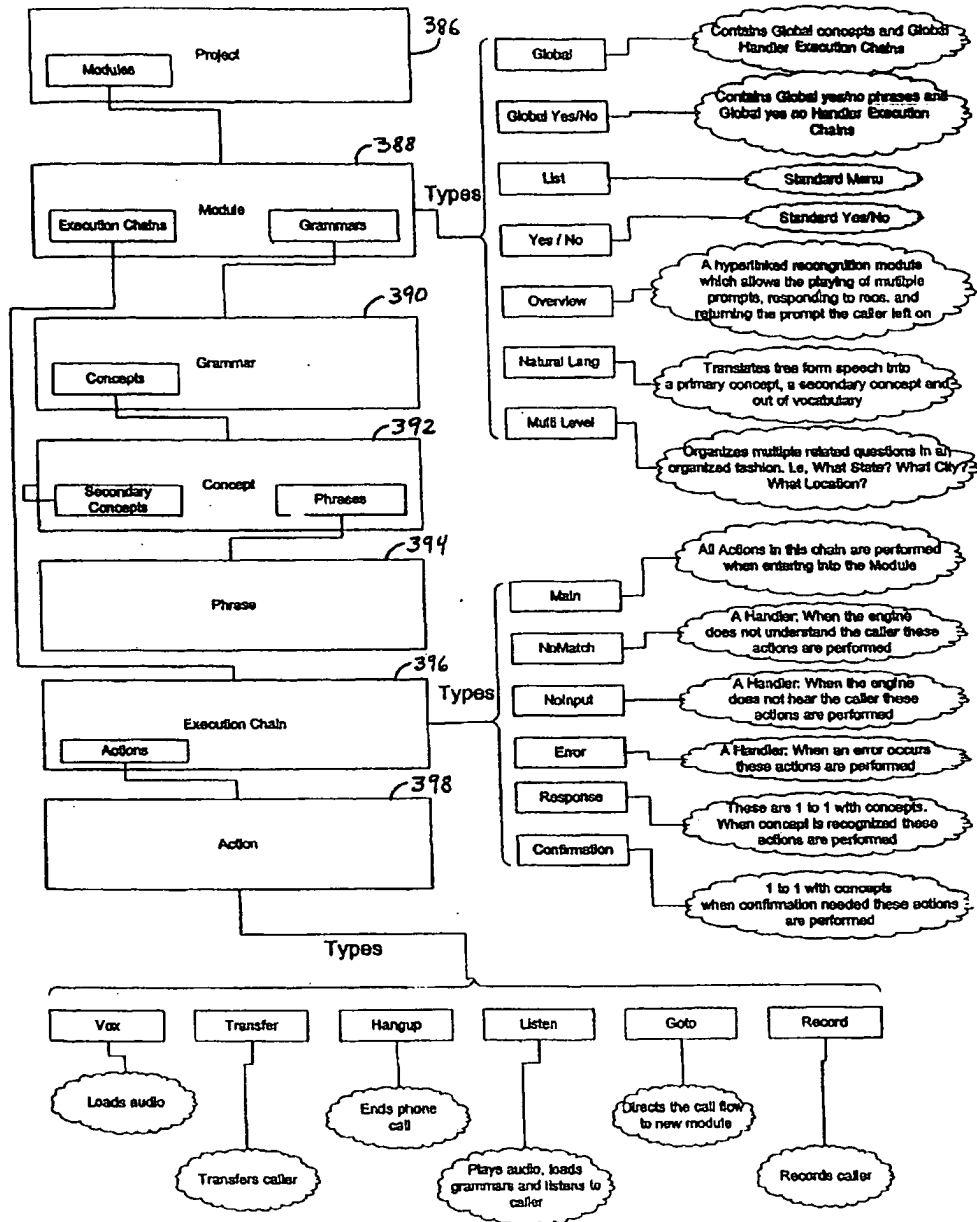 386
Project
Modules
388
Module
Execution Chains
Grammars
390
Grammar
Concepts
392
Concept
Secondary
Concepts
Phrases
394
Phrase
396
Execution Chain
Actions
398
Action
Types
Global
Contains Global concepts and Global
Handler Execution Chains
Global Yes/No
Contains Global yes/no phrases and
Global yes no Handler Execution
Chains
List
Standard Menu
Yes / No
Standard Yes/No
Overview
A hyperlinked recongnition module
which allows the playing of mutliple
prompts, responding to recs. and
returning the prompt the caller left on
Natural Lang
Translates free form speech into
a primary concept, a secondary concept and
out of vocabulary
Multi Level
Organizes multiple related questions in an
organized fashion. I.e, What State? What City?
What Location?
Types
Main
All Actions in this chain are performed
when entering into the Module
NoMatch
A Handler: When the engine
does not understand the caller these
actions are performed
NoInput
A Handler: When the engine
does not hear the caller these
actions are performed
Error
A Handler: When an error occurs
these actions are performed
Response
These are 1 to 1 with concepts.
When concept is recognized these
actions are performed
Confirmation
1 to 1 with concepts
when confirmation needed these actions
are performed
Types
Vox
Transfer
Hangup
Listen
Goto
Record
Loads audio
Transfers caller
Ends phone
call
Plays audio, loads
grammars and listens to
caller
Directs the call flow
to new module
Records caller